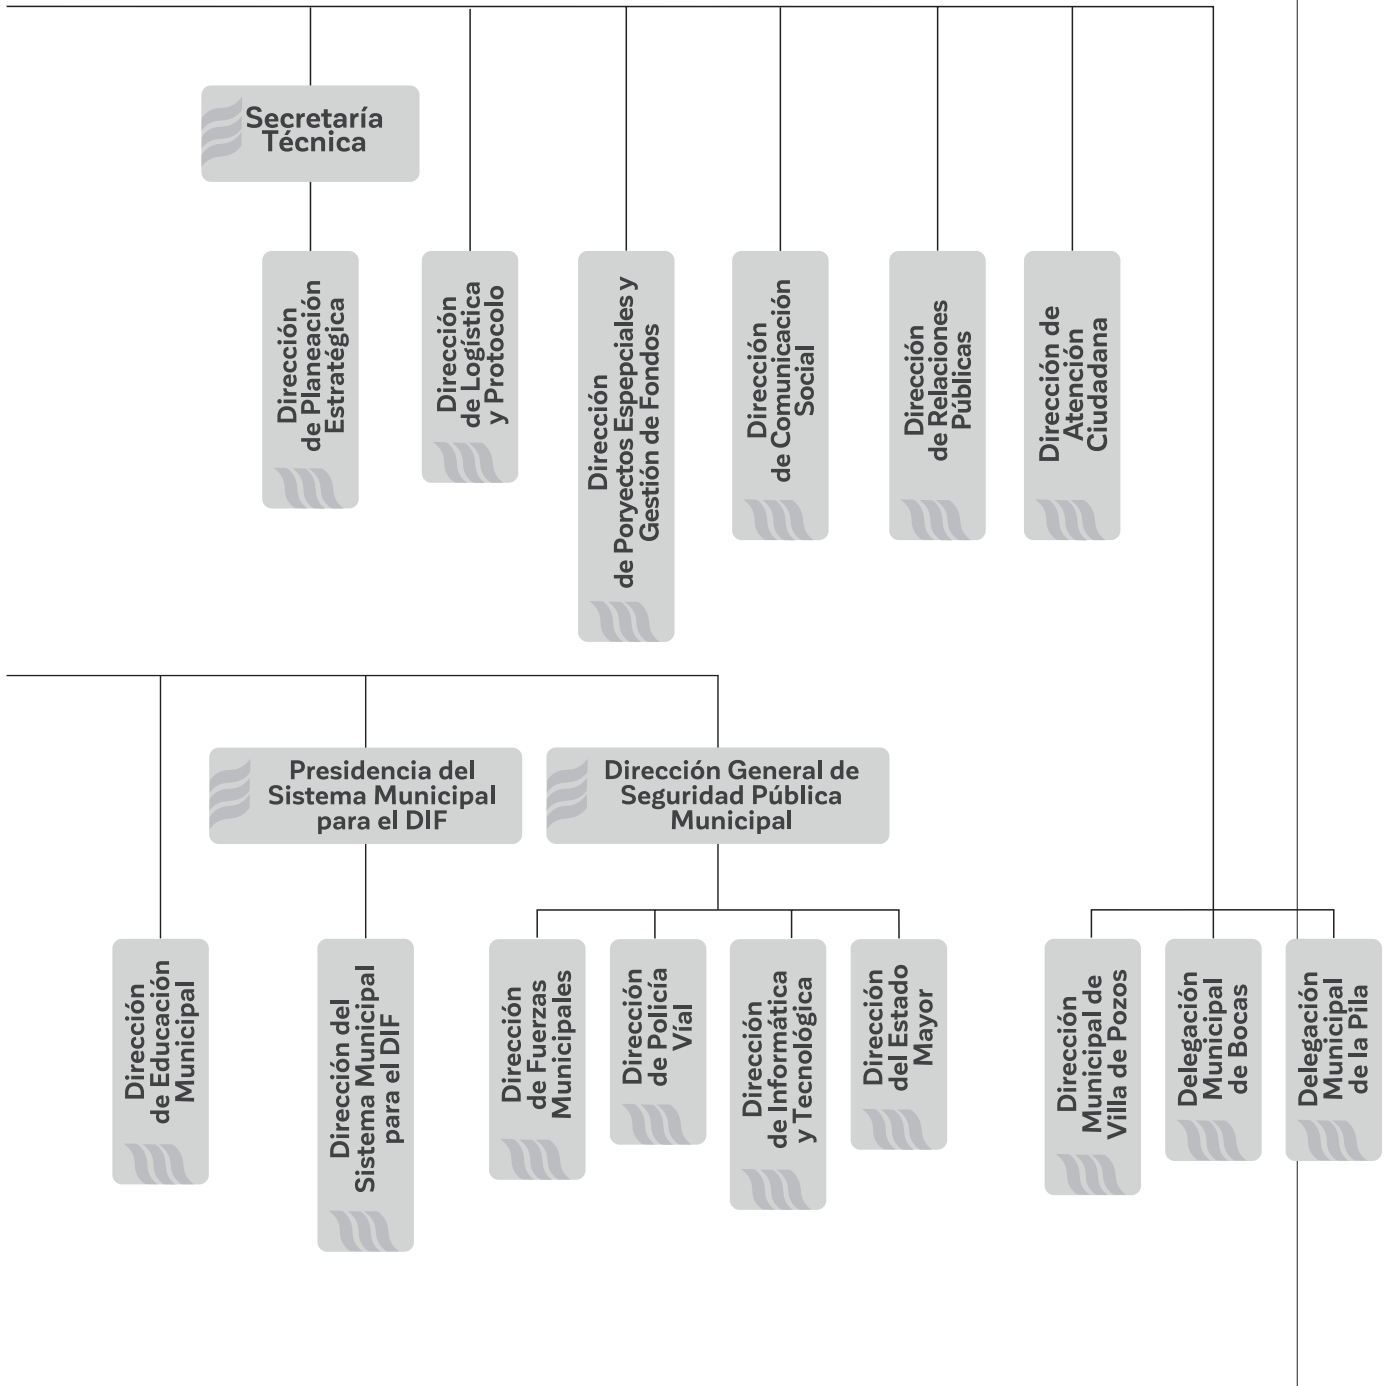 Secretaría
Técnica
Dirección
de Planeación
Estratégica
Dirección
de Logística
y Protocolo
Dirección
de Poryectos Espepciales y
Gestión de Fondos
Dirección
de Comunicación
Social
Dirección
de Relaciones
Públicas
Dirección de
Atención
Ciudadana
Presidencia del
Sistema Municipal
para el DIF
Dirección General de
Seguridad Pública
Municipal
Dirección
de Educación
Municipal
Dirección del
Sistema Municipal
para el DIF
Dirección
de Fuerzas
Municipales
Dirección
de Policía
Víal
Dirección
de Informática
y Tecnológica
Dirección
del Estado
Mayor
Dirección
Municipal de
Villa de Pozos
Delegación
Municipal
de Bocas
Delegación
Municipal
de la Pila